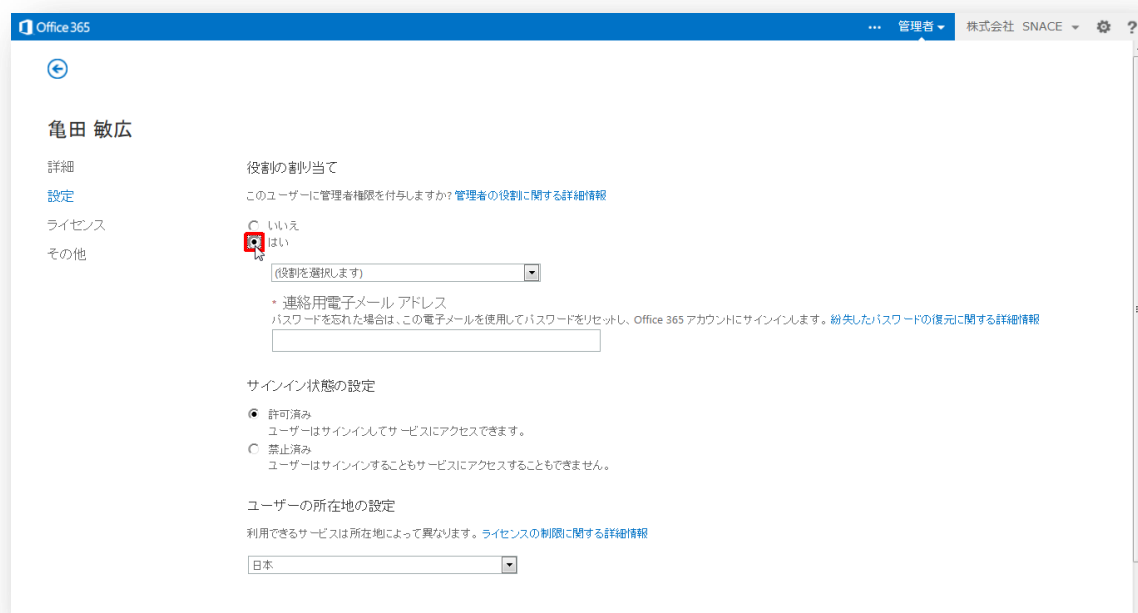 Office 365 ··· 管理者 株式会社 SNACE ?
亀田 敏広
詳細
設定
ライセンス
その他
役割の割り当て
このユーザーに管理者権限を付与しますか? 管理者の役割に関する詳細情報
いいえ
はい
(役割を選択します)
* 連絡用電子メール アドレス
パスワードを忘れた場合は、この電子メールを使用してパスワードをリセットし、Office 365 アカウントにサインインします。紛失したパスワードの復元に関する詳細情報
サインイン状態の設定
許可済み
ユーザーはサインインしてサービスにアクセスできます。
禁止済み
ユーザーはサインインすることもサービスにアクセスすることもできません。
ユーザーの所在地の設定
利用できるサービスは所在地によって異なります。ライセンスの制限に関する詳細情報
日本